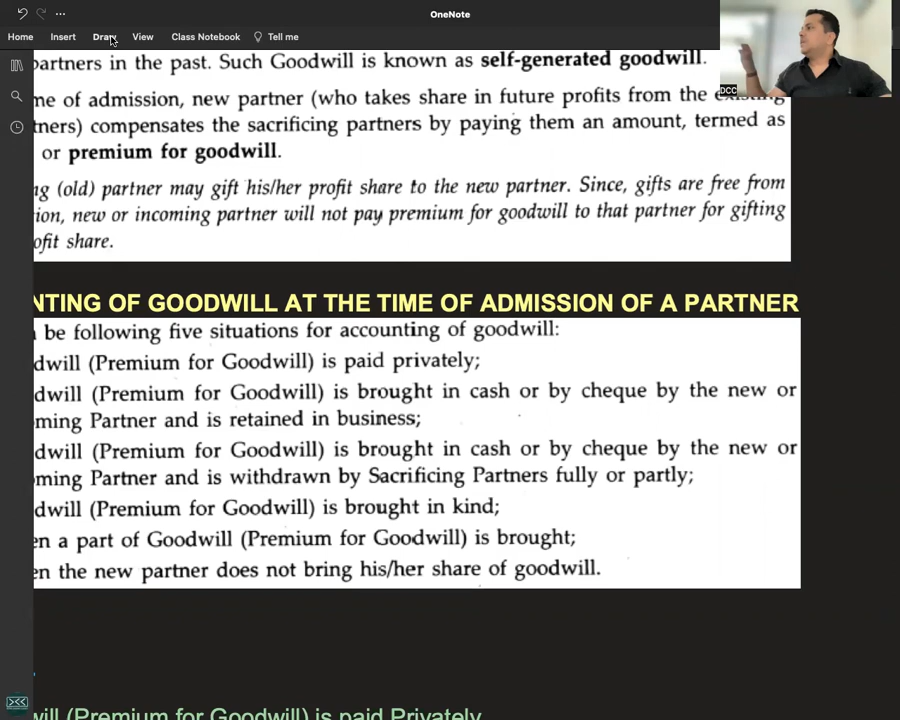 OneNote
Home Insert Draw View Class Notebook Tell me
partners in the past. Such Goodwill is known as self-generated goodwill.
me of admission, new partner (who takes share in future profits from the existing
tners) compensates the sacrificing partners by paying them an amount, termed as
or premium for goodwill.
ng (old) partner may gift his/her profit share to the new partner. Since, gifts are free from
ion, new or incoming partner will not pay premium for goodwill to that partner for gifting
ofit share.
NTING OF GOODWILL AT THE TIME OF ADMISSION OF A PARTNER
be following five situations for accounting of goodwill:
dwill (Premium for Goodwill) is paid privately;
dwill (Premium for Goodwill) is brought in cash or by cheque by the new or
ming Partner and is retained in business;
dwill (Premium for Goodwill) is brought in cash or by cheque by the new or
ming Partner and is withdrawn by Sacrificing Partners fully or partly;
dwill (Premium for Goodwill) is brought in kind;
en a part of Goodwill (Premium for Goodwill) is brought;
en the new partner does not bring his/her share of goodwill.
will (Premium for Goodwill) is paid Privately
DCC